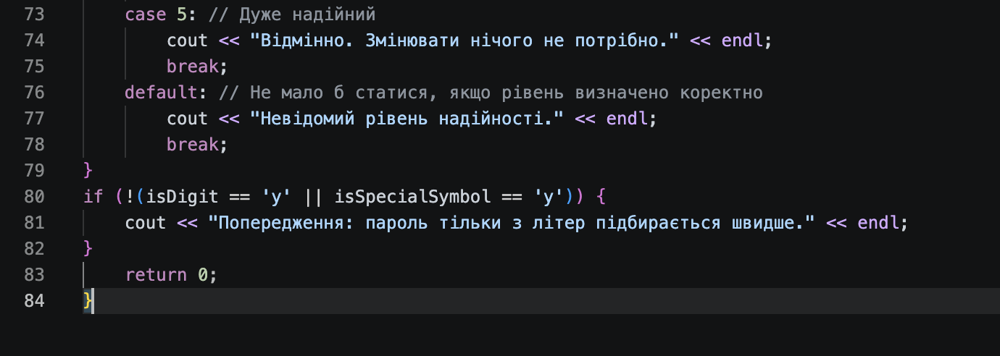 73 case 5: // Дуже надійний
74 cout << "Відмінно. Змінювати нічого не потрібно." << endl;
75 break;
76 default: // Не мало б статися, якщо рівень визначено коректно
77 cout << "Невідомий рівень надійності." << endl;
78 break;
79 }
80 if (!(isDigit == 'y' || isSpecialSymbol == 'y')) {
81 cout << "Попередження: пароль тільки з літер підбирається швидше." << endl;
82 }
83 return 0;
84 }